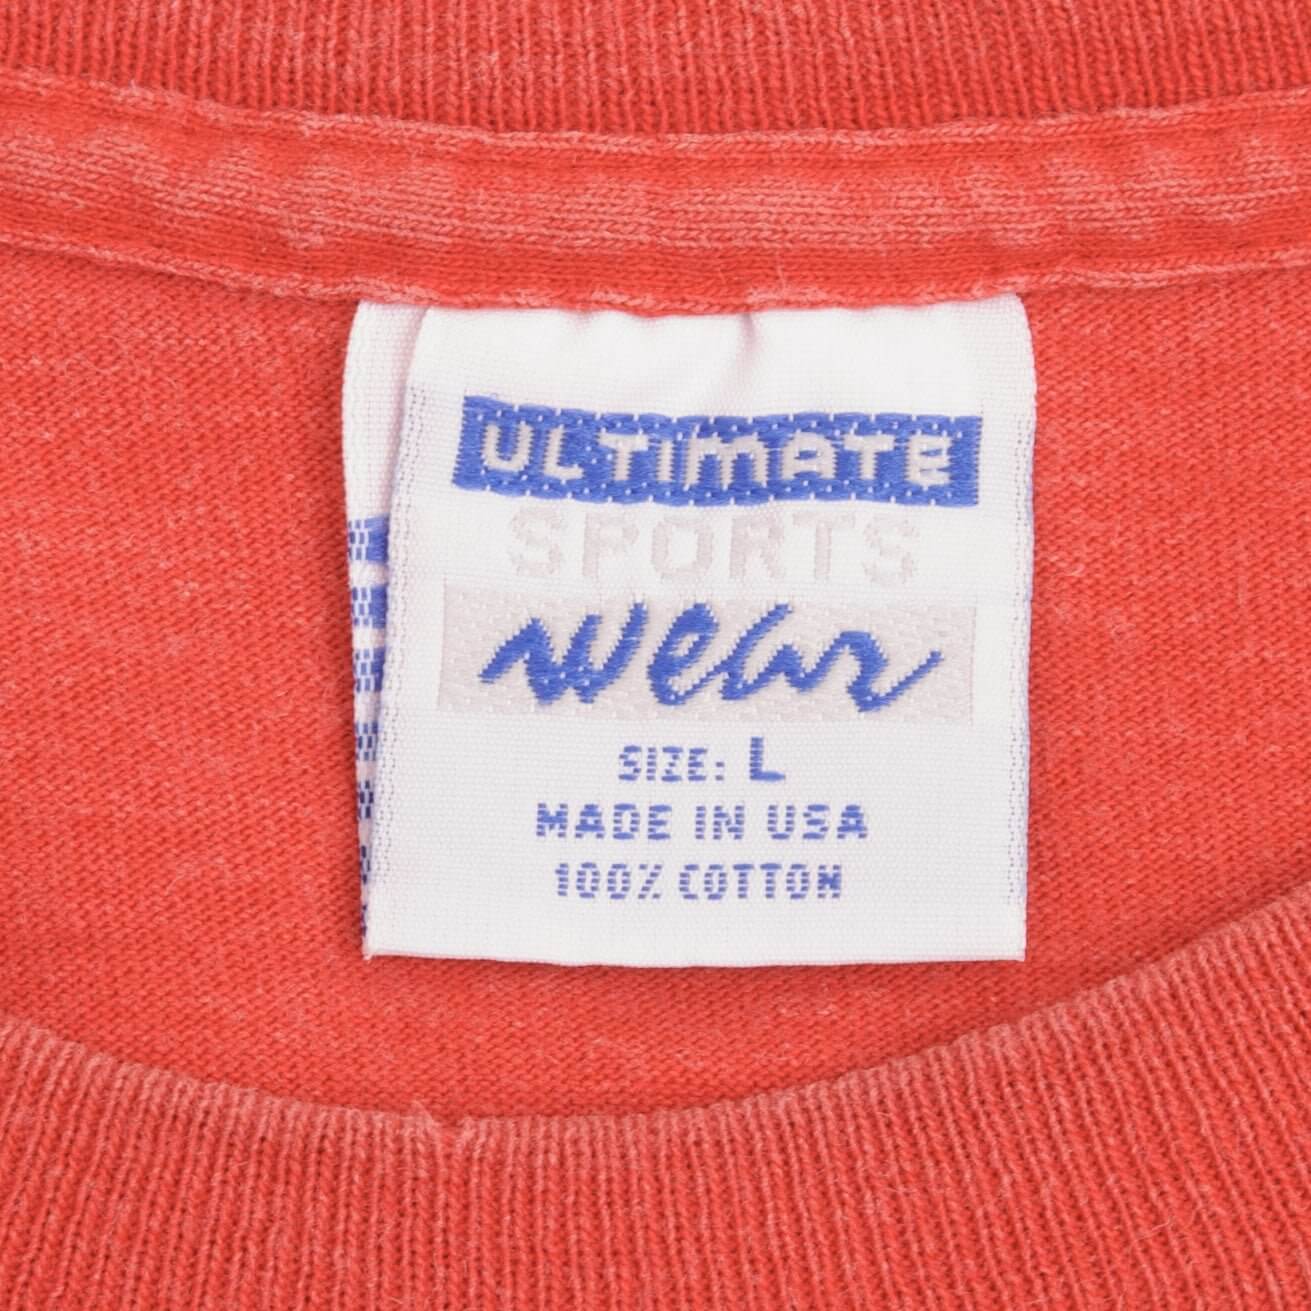 ULTIMATE
SPORTS
wear
SIZE: L
MADE IN USA
100% COTTON